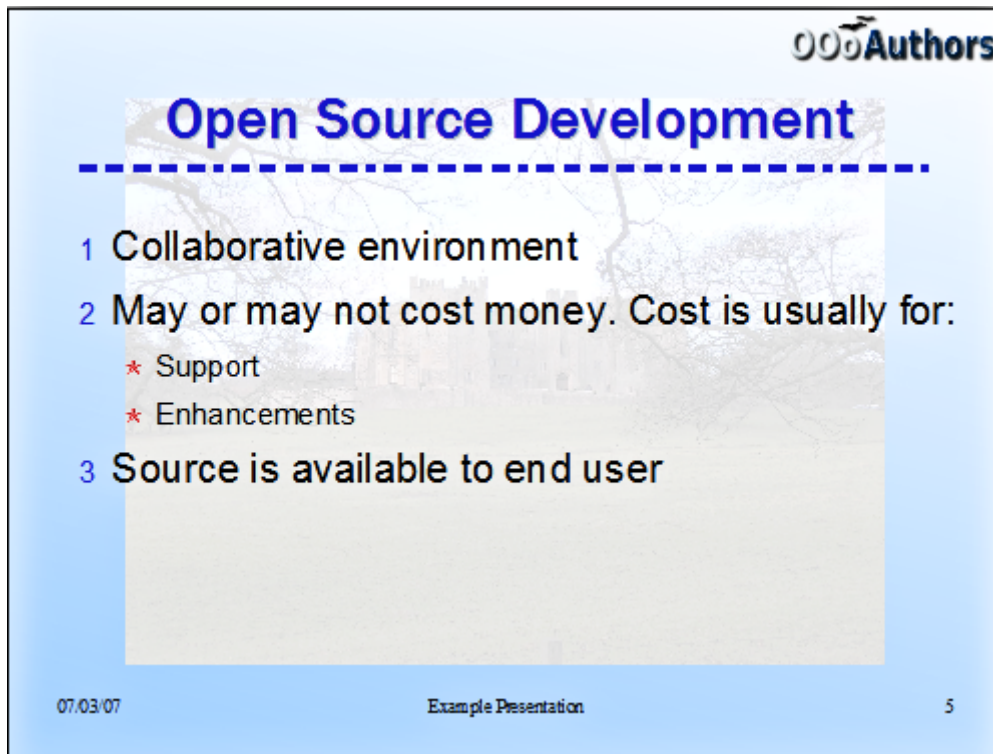 OOoAuthors
Open Source Development
1 Collaborative environment
2 May or may not cost money. Cost is usually for:
* Support
* Enhancements
3 Source is available to end user
07/03/07 Example Presentation 5